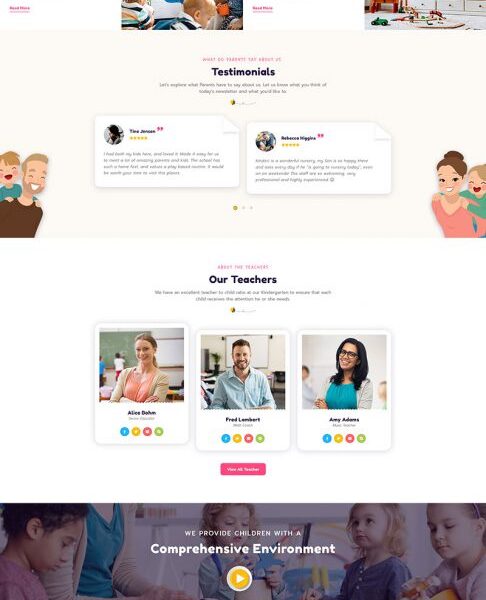 Read More
Read More
WHAT DO PARENTS SAY ABOUT US
Testimonials
Let's explore what Parents have to say about us. Let us know what you think of
today's newsletter and what you'd like to
Tina Jensen
I had both my kids here, and loved it. Made it easy for us
to meet a lot of amazing parents and kids. The school has
such a home feel, and values a play based routine. It would
be worth your time to visit this place.
Rebecca Higgins
Kinderz is a wonderful nursery my Son is so happy there
and asks every day if he "is going to nursery today", even
on an weekends! The staff are so welcoming, very
professional and highly experienced
ABOUT THE TEACHERS
Our Teachers
We have an excellent teacher to child ratio at our Kindergarten to ensure that each
child receives the attention he or she needs.
Alice Bohm
Fred Lambert
Math Coach
Amy Adams
Music Teacher
View All Teacher
WE PROVIDE CHILDREN WITH A
Comprehensive Environment